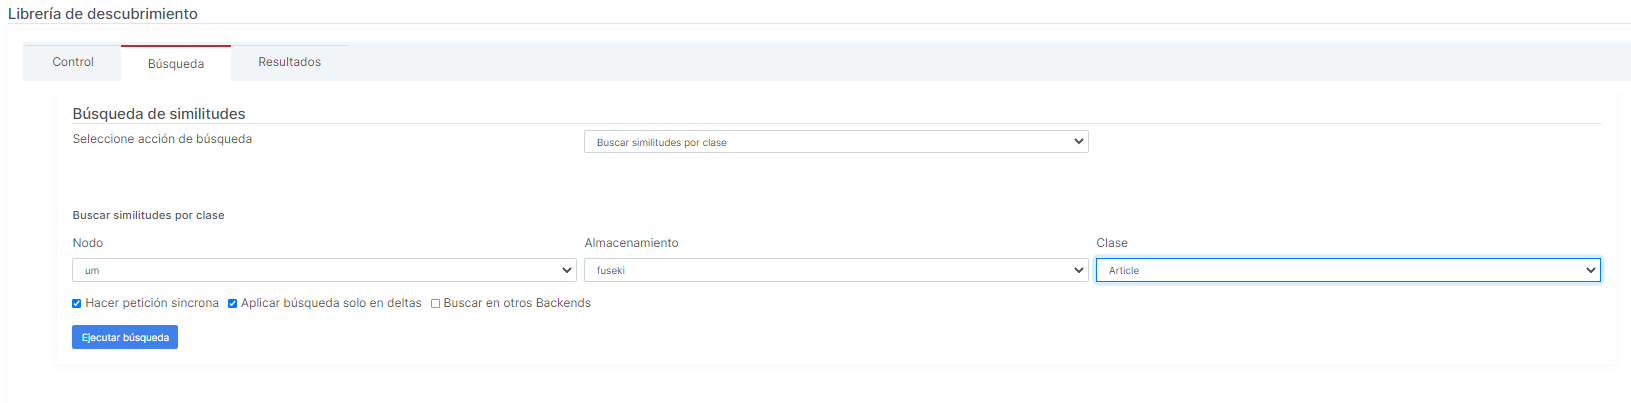 Librería de descubrimiento
Control Búsqueda Resultados
Búsqueda de similitudes
Seleccione acción de búsqueda Buscar similitudes por clase
Buscar similitudes por clase
Nodo Almacenamiento Clase
um fuseki Article
Hacer petición sincrona Aplicar búsqueda solo en deltas Buscar en otros Backends
Ejecutar búsqueda